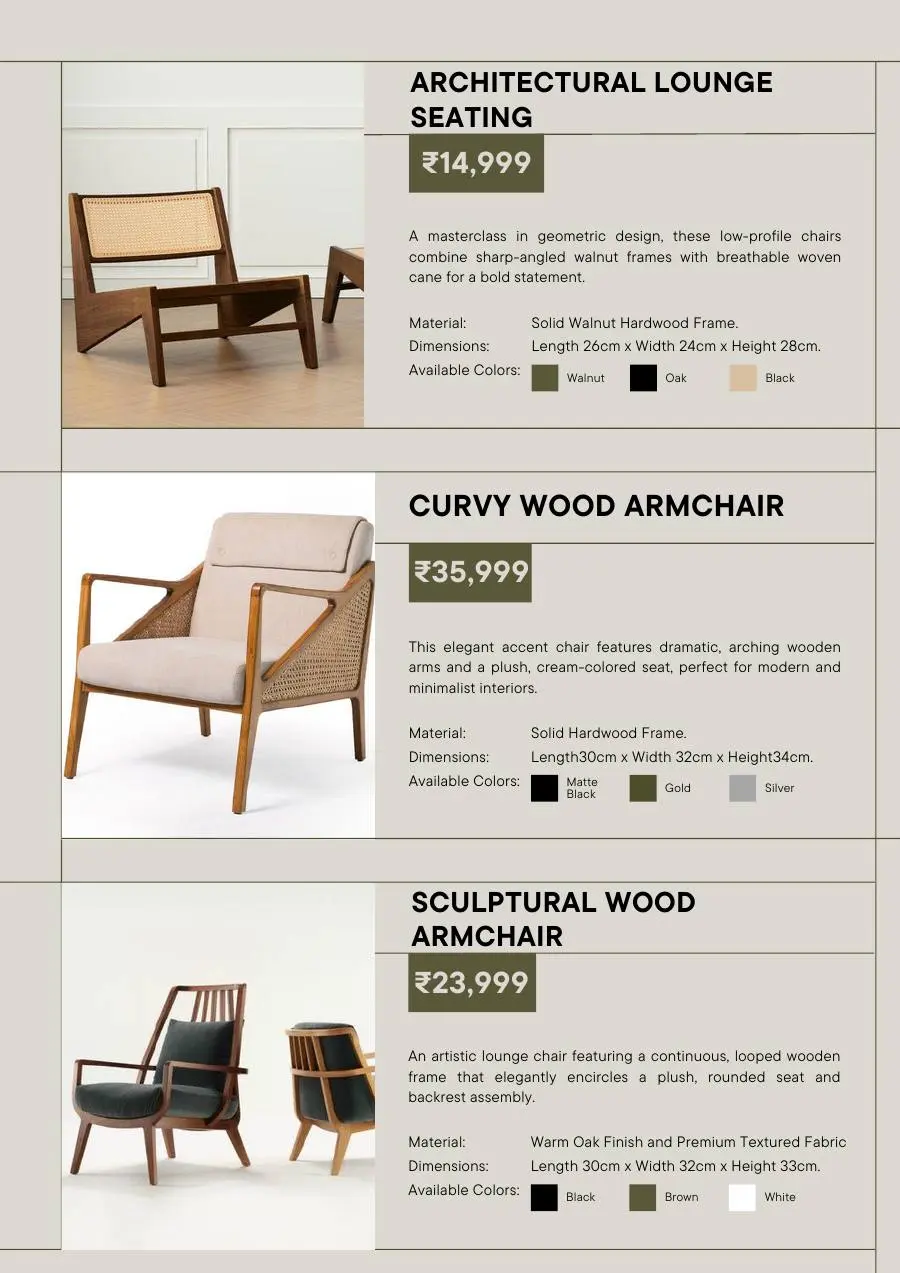 ARCHITECTURAL LOUNGE
SEATING
₹14,999
A masterclass in geometric design, these low-profile chairs
combine sharp-angled walnut frames with breathable woven
cane for a bold statement.
Material: Solid Walnut Hardwood Frame.
Dimensions: Length 26cm x Width 24cm x Height 28cm.
Available Colors: Walnut Oak Black
CURVY WOOD ARMCHAIR
₹35,999
This elegant accent chair features dramatic, arching wooden
arms and a plush, cream-colored seat, perfect for modern and
minimalist interiors.
Material: Solid Hardwood Frame.
Dimensions: Length30cm x Width 32cm x Height34cm.
Available Colors: Matte
Black Gold Silver
SCULPTURAL WOOD
ARMCHAIR
₹23,999
An artistic lounge chair featuring a continuous, looped wooden
frame that elegantly encircles a plush, rounded seat and
backrest assembly.
Material: Warm Oak Finish and Premium Textured Fabric
Dimensions: Length 30cm x Width 32cm x Height 33cm.
Available Colors: Black Brown White